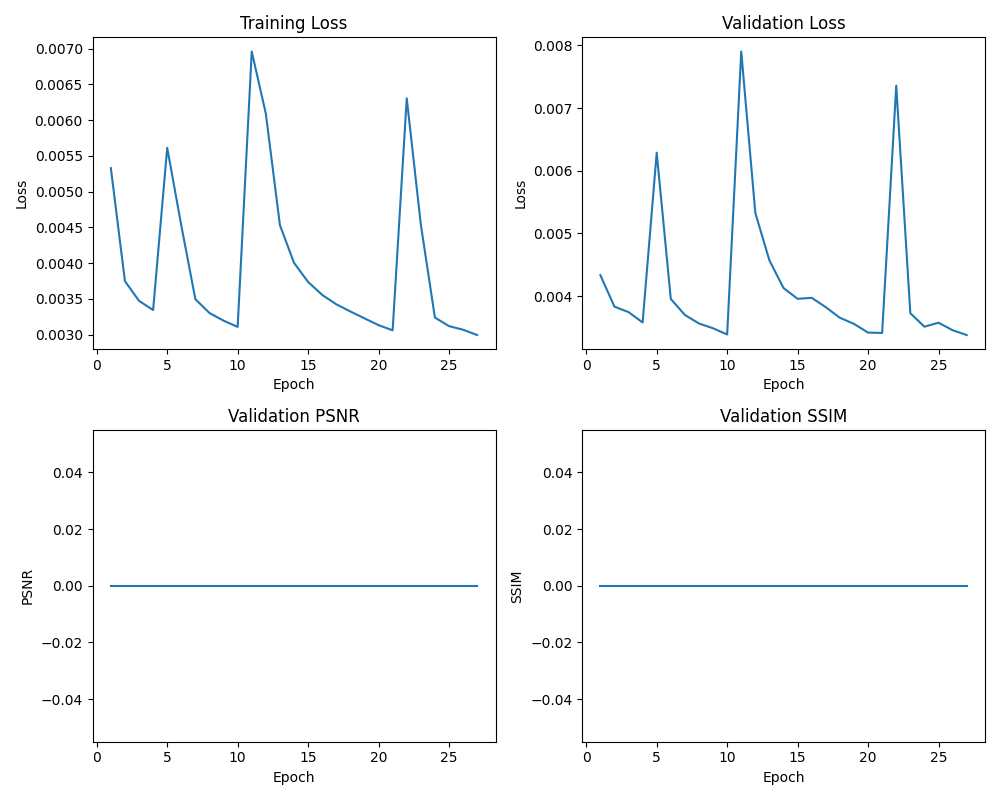 Training Loss
0.0070
0.0065
0.0060
0.0055
0.0050
0.0045
0.0040
0.0035
0.0030
Loss
0 5 10 15 20 25
Epoch
Validation Loss
0.008
0.007
0.006
0.005
0.004
Loss
0 5 10 15 20 25
Epoch
Validation PSNR
0.04
0.02
0.00
−0.02
−0.04
PSNR
0 5 10 15 20 25
Epoch
Validation SSIM
0.04
0.02
0.00
−0.02
−0.04
SSIM
0 5 10 15 20 25
Epoch